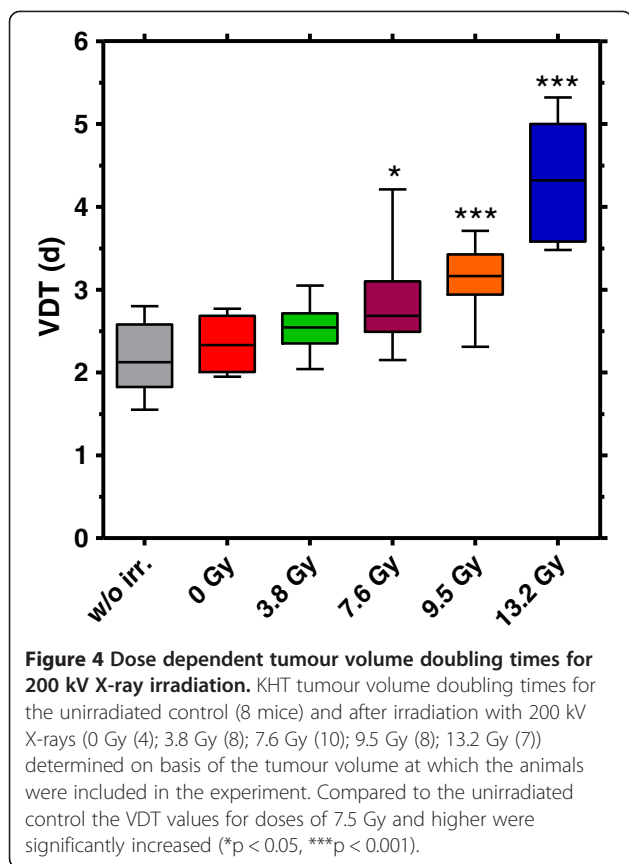 6
5
4
3
2
1
0
VDT (d)
*
***
***
w/o irr.
0 Gy
3.8 Gy
7.6 Gy
9.5 Gy
13.2 Gy
Figure 4 Dose dependent tumour volume doubling times for
200 kV X-ray irradiation. KHT tumour volume doubling times for
the unirradiated control (8 mice) and after irradiation with 200 kV
X-rays (0 Gy (4); 3.8 Gy (8); 7.6 Gy (10); 9.5 Gy (8); 13.2 Gy (7))
determined on basis of the tumour volume at which the animals
were included in the experiment. Compared to the unirradiated
control the VDT values for doses of 7.5 Gy and higher were
significantly increased (*p < 0.05, ***p < 0.001).